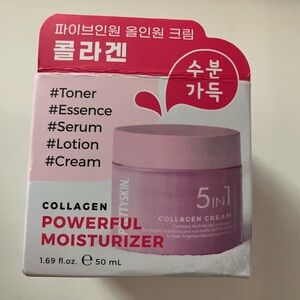 파이브인원 올인원 크림
콜라겐
수분
가득
#Toner
#Essence
#Serum
#Lotion
#Cream
PRETTYSKIN.
5 IN 1
COLLAGEN CREAM
COLLAGEN
POWERFUL
MOISTURIZER
1.69 fl.oz. ℮ 50 mL